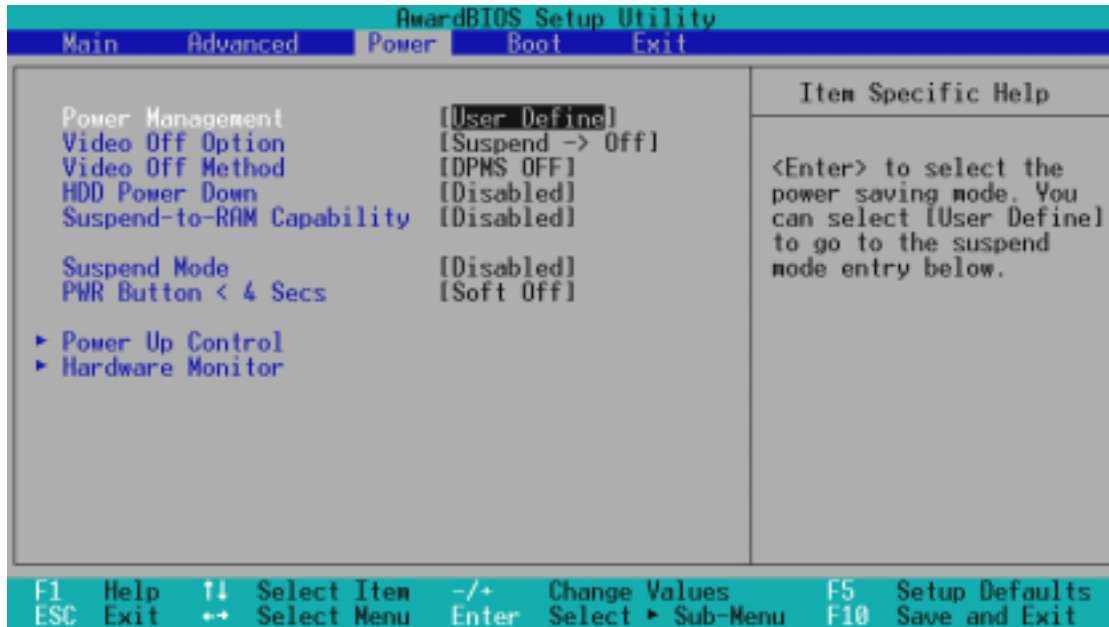 AwardBIOS Setup Utility
Main Advanced Power Boot Exit
Power Management [User Define]
Video Off Option [Suspend -> Off]
Video Off Method [DPMS OFF]
HDD Power Down [Disabled]
Suspend-to-RAM Capability [Disabled]
Suspend Mode [Disabled]
PWR Button < 4 Secs [Soft Off]
► Power Up Control
► Hardware Monitor
Item Specific Help
<Enter> to select the
power saving mode. You
can select [User Define]
to go to the suspend
mode entry below.
F1 Help ↑↓ Select Item -/+ Change Values F5 Setup Defaults
ESC Exit ←→ Select Menu Enter Select ► Sub-Menu F10 Save and Exit